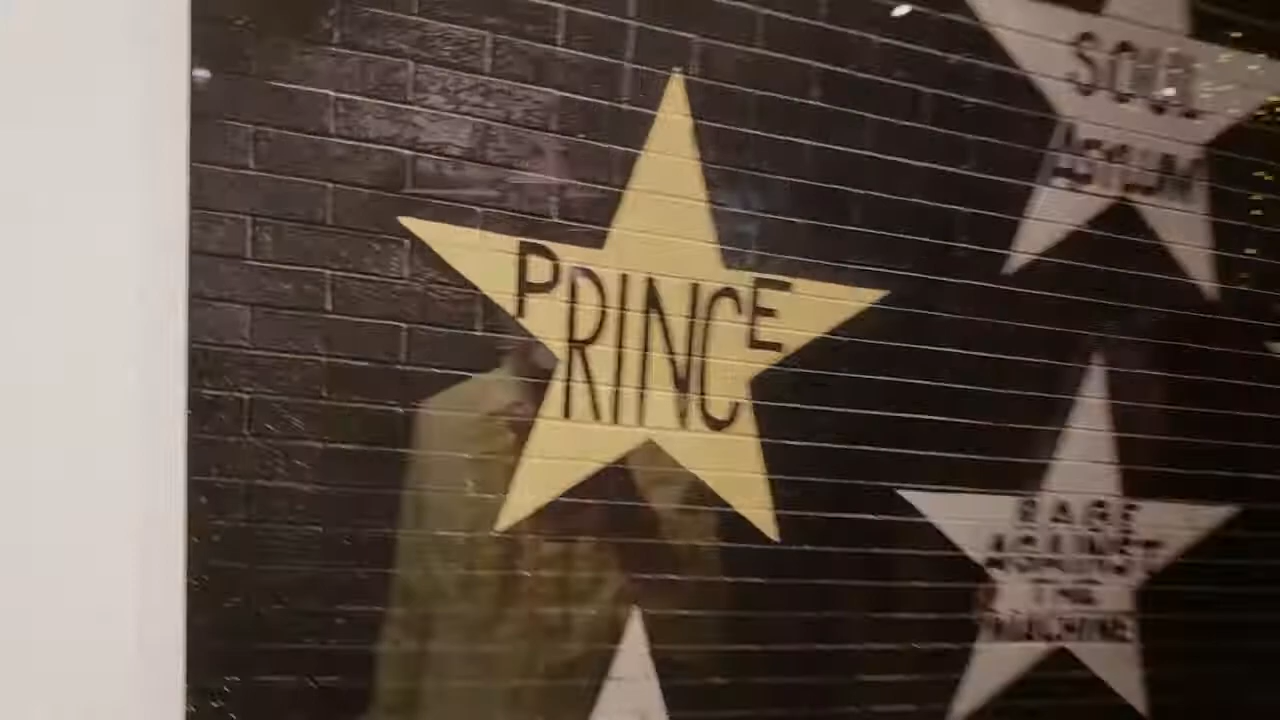 PRINCE
SOUL
ASYLUM
RAGE
AGAINST
THE
MACHINE